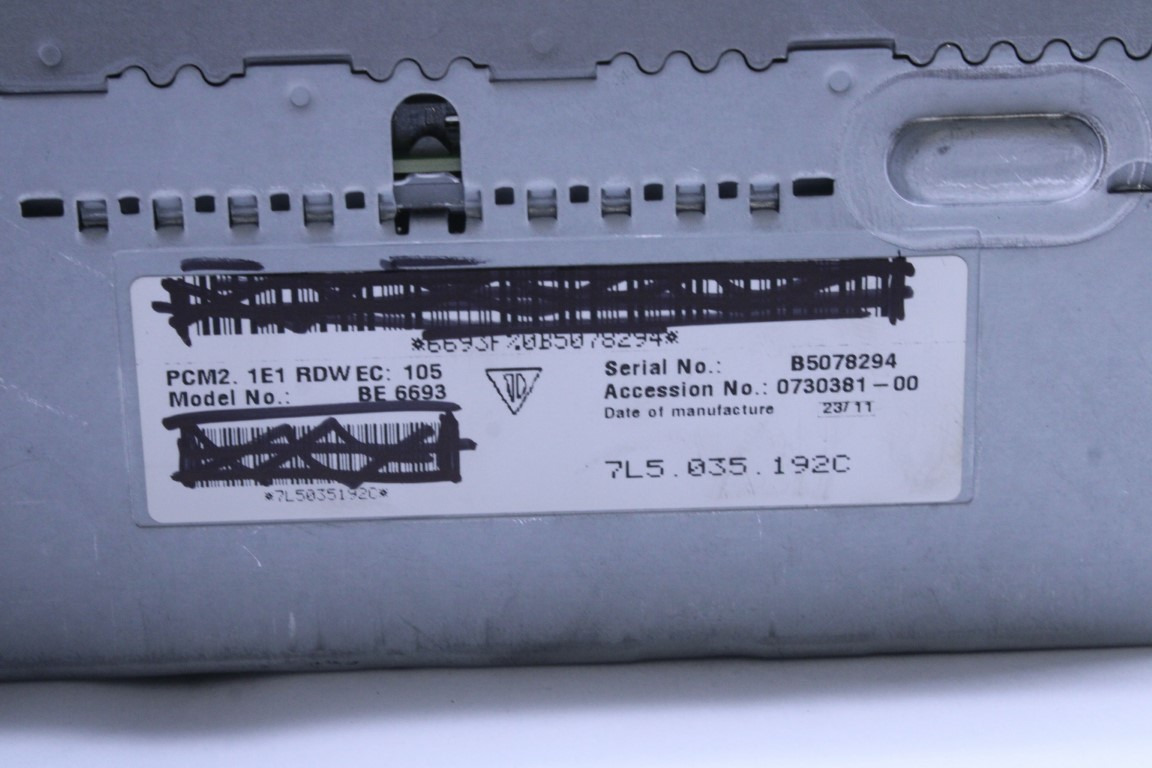 *6693F%0B5078294*
PCM2. 1E1 RDW EC: 105
Model No.: BE 6693
Serial No.: B5078294
Accession No.: 0730381-00
Date of manufacture 23/11
7L5.035.192C
*7L5035192C*